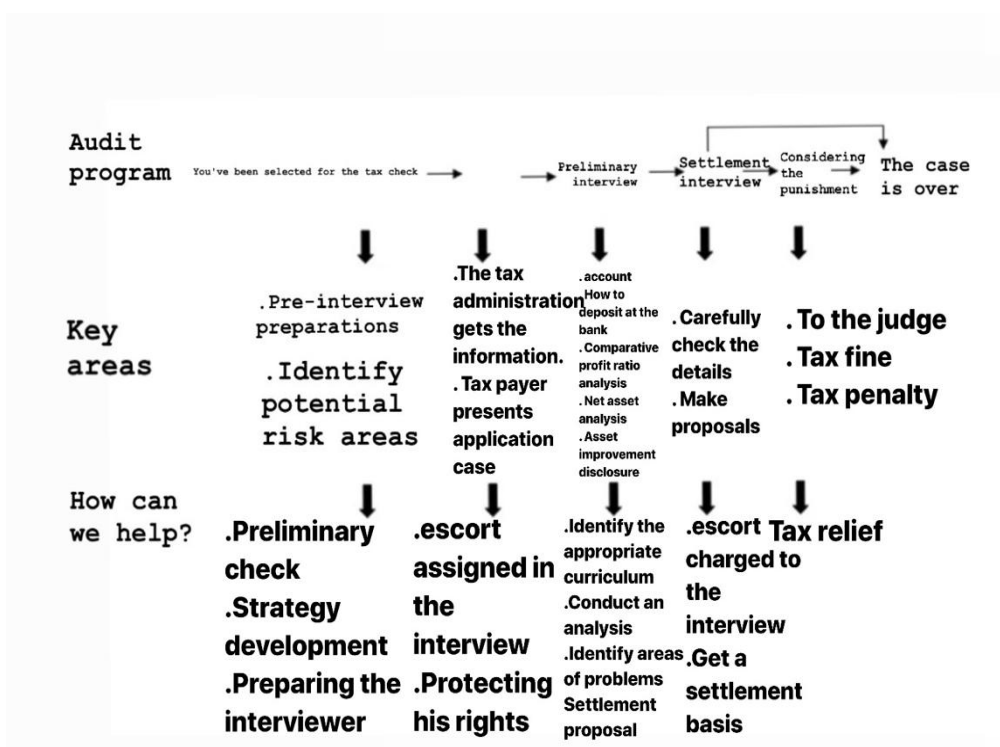 Audit
program
You've been selected for the tax check
Preliminary
interview
Settlement
interview
Considering
the
punishment
The case
is over
Key
areas
.Pre-interview
preparations
.Identify
potential
risk areas
.The tax
administration
gets the
information.
. Tax payer
presents
application
case
.account
.How to
deposit at the
bank
.Comparative
profit ratio
analysis
.Net asset
analysis
.Asset
improvement
disclosure
.Carefully
check the
details
.Make
proposals
. To the judge
. Tax fine
. Tax penalty
How can
we help?
.Preliminary
check
.Strategy
development
.Preparing the
interviewer
.escort
assigned in
the
interview
.Protecting
his rights
.Identify the
appropriate
curriculum
.Conduct an
analysis
.Identify areas
of problems
Settlement
proposal
.escort
charged to
the
interview
.Get a
settlement
basis
Tax relief